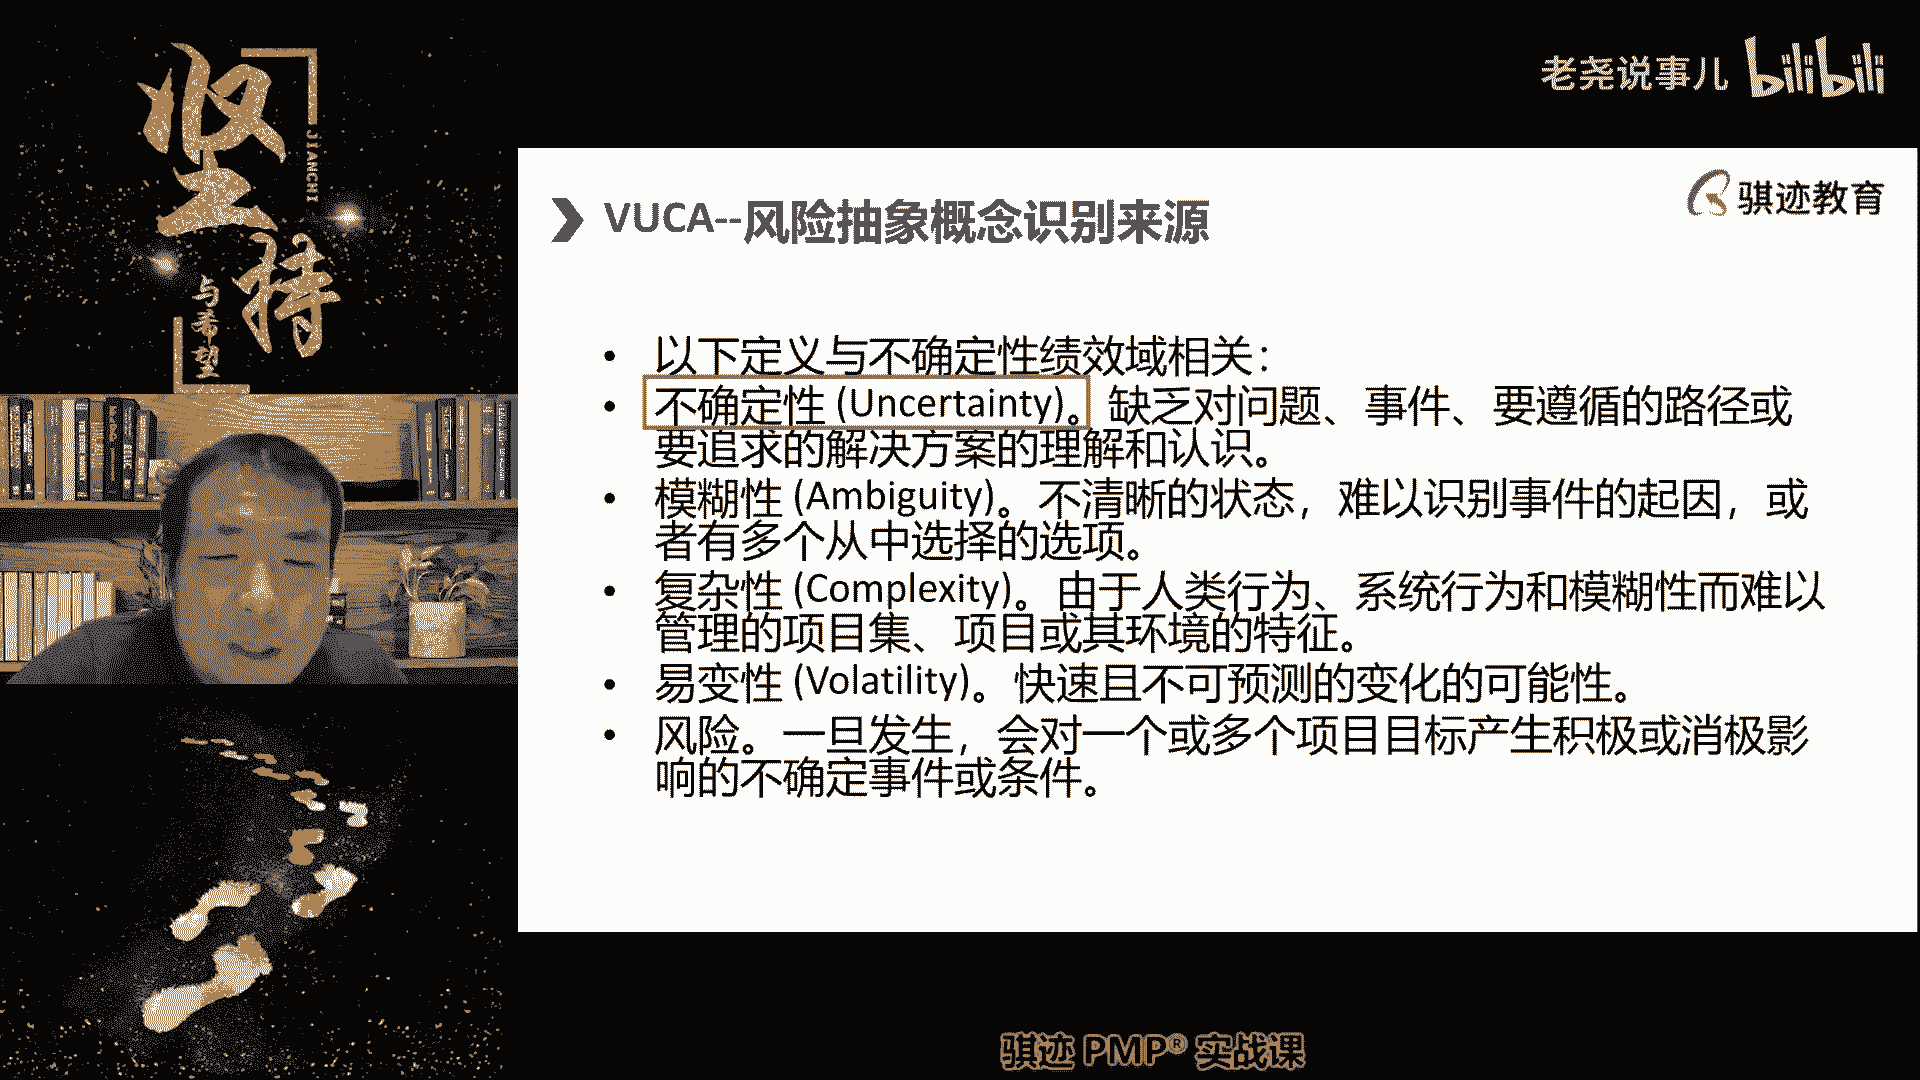 坚持
JIANCHI
与希望
老尧说事儿 bilibili
骐迹教育
VUCA--风险抽象概念识别来源
• 以下定义与不确定性绩效域相关：
• 不确定性 (Uncertainty)。缺乏对问题、事件、要遵循的路径或
要追求的解决方案的理解和认识。
• 模糊性 (Ambiguity)。不清晰的状态，难以识别事件的起因，或
者有多个从中选择的选项。
• 复杂性 (Complexity)。由于人类行为、系统行为和模糊性而难以
管理的项目集、项目或其环境的特征。
• 易变性 (Volatility)。快速且不可预测的变化的可能性。
• 风险。一旦发生，会对一个或多个项目目标产生积极或消极影
响的不确定事件或条件。
骐迹 PMP® 实战课